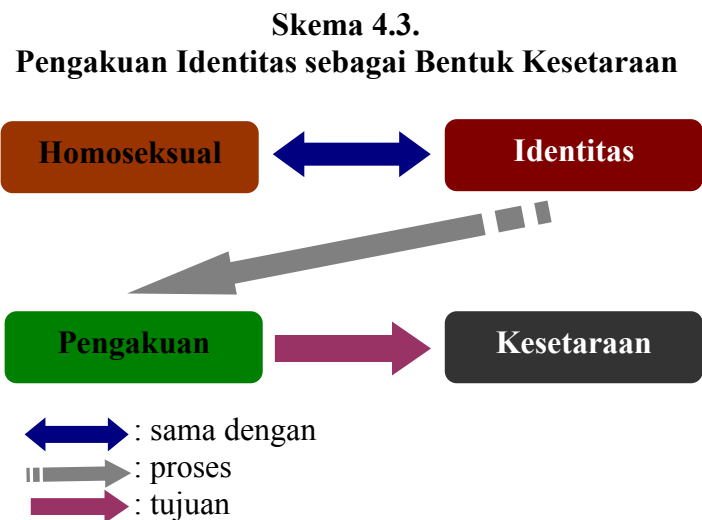 Skema 4.3.
Pengakuan Identitas sebagai Bentuk Kesetaraan
Homoseksual
Identitas
Pengakuan
Kesetaraan
: sama dengan
: proses
: tujuan